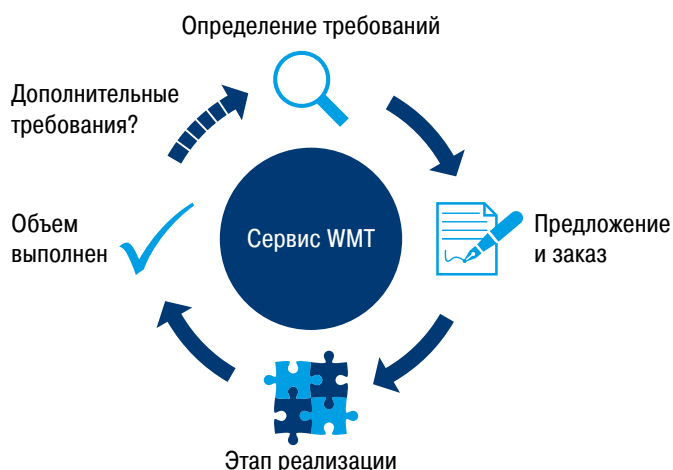 Определение требований
Дополнительные
требования?
Объем
выполнен
Сервис WMT
Предложение
и заказ
Этап реализации